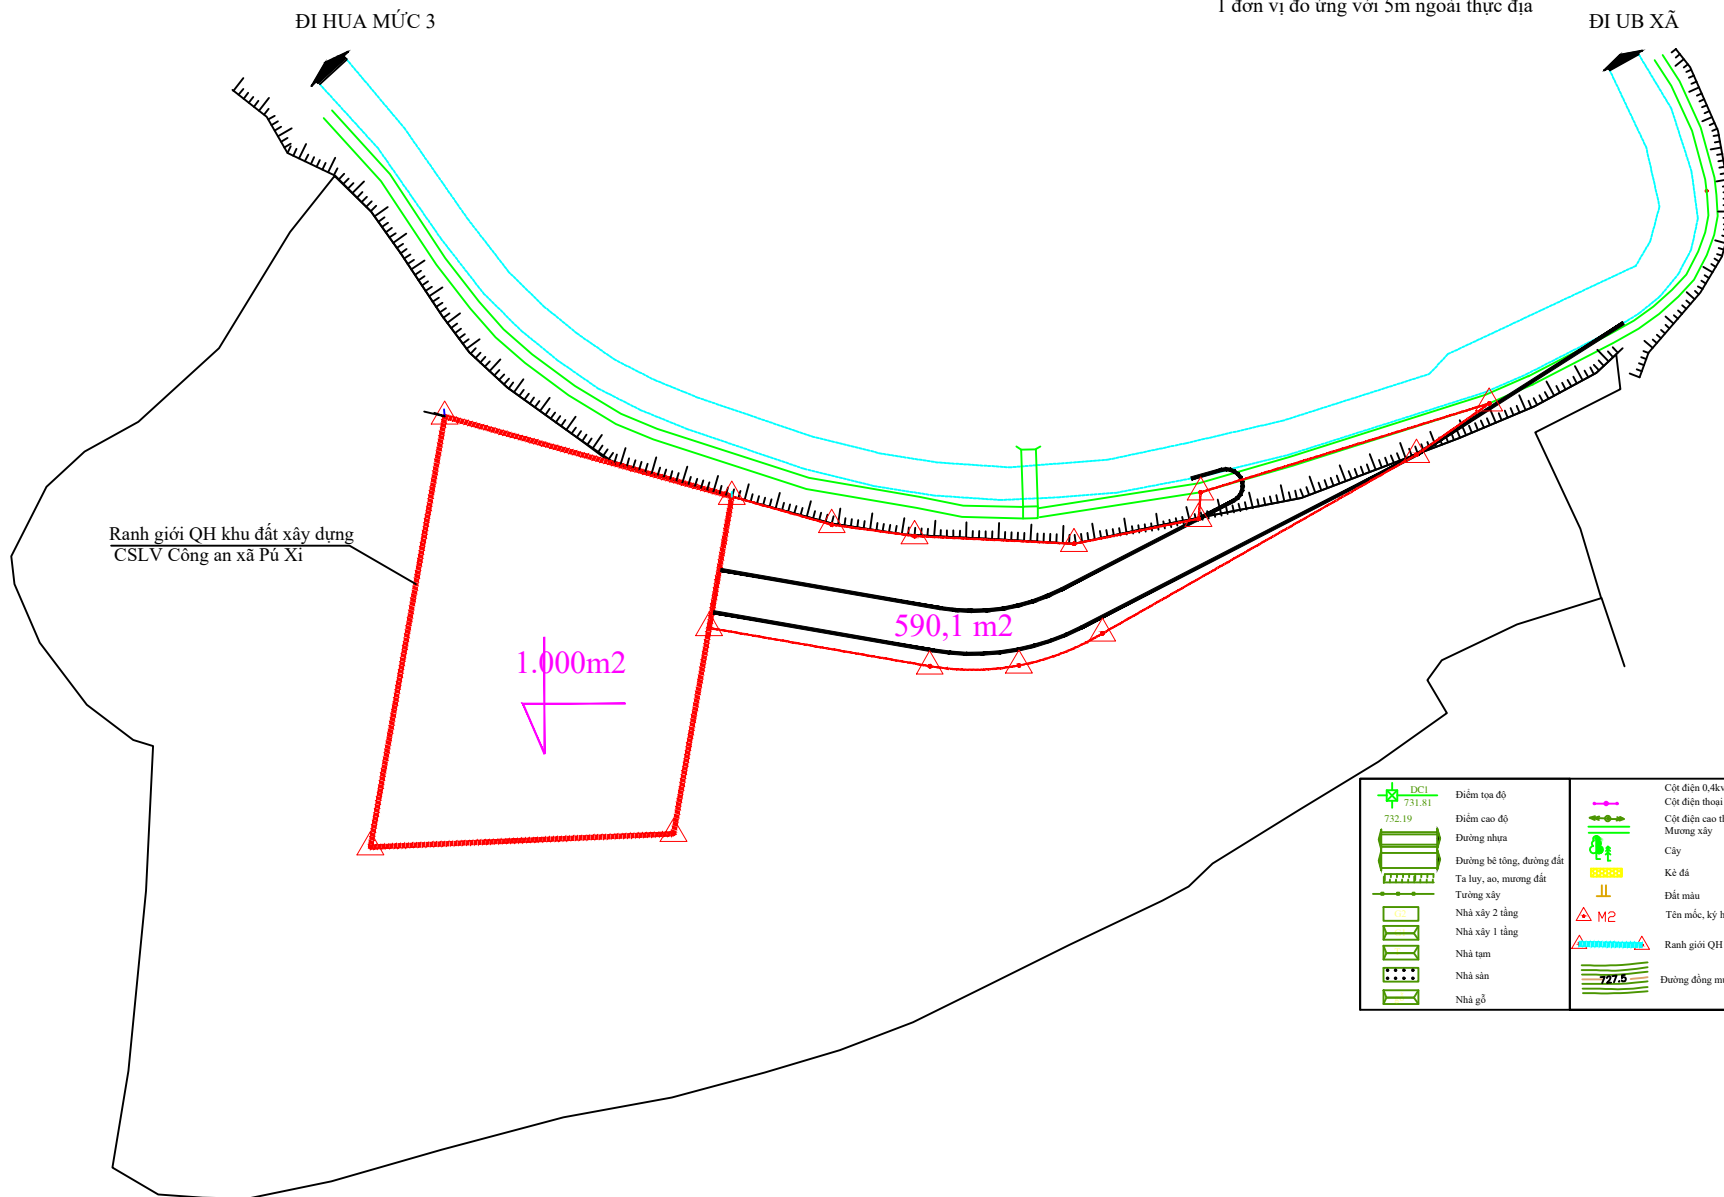 1 đơn vị đo ứng với 5m ngoài thực địa
ĐI HUA MỨC 3
ĐI UB XÃ
Ranh giới QH khu đất xây dựng
CSLV Công an xã Pú Xi
590,1 m2
1.000m2
DC1
731.81
Điểm tọa độ
732.19
Điểm cao độ
Đường nhựa
Đường bê tông, đường đất
Ta luy, ao, mương đất
Tường xây
Nhà xây 2 tầng
Nhà xây 1 tầng
Nhà tạm
Nhà sàn
Nhà gỗ
Cột điện 0,4kv
Cột điện thoại
Cột điện cao
Mương xây
Cây
Kè đá
Đất màu
M2
Tên mốc, ký
Ranh giới QH
727.5
Đường đồng